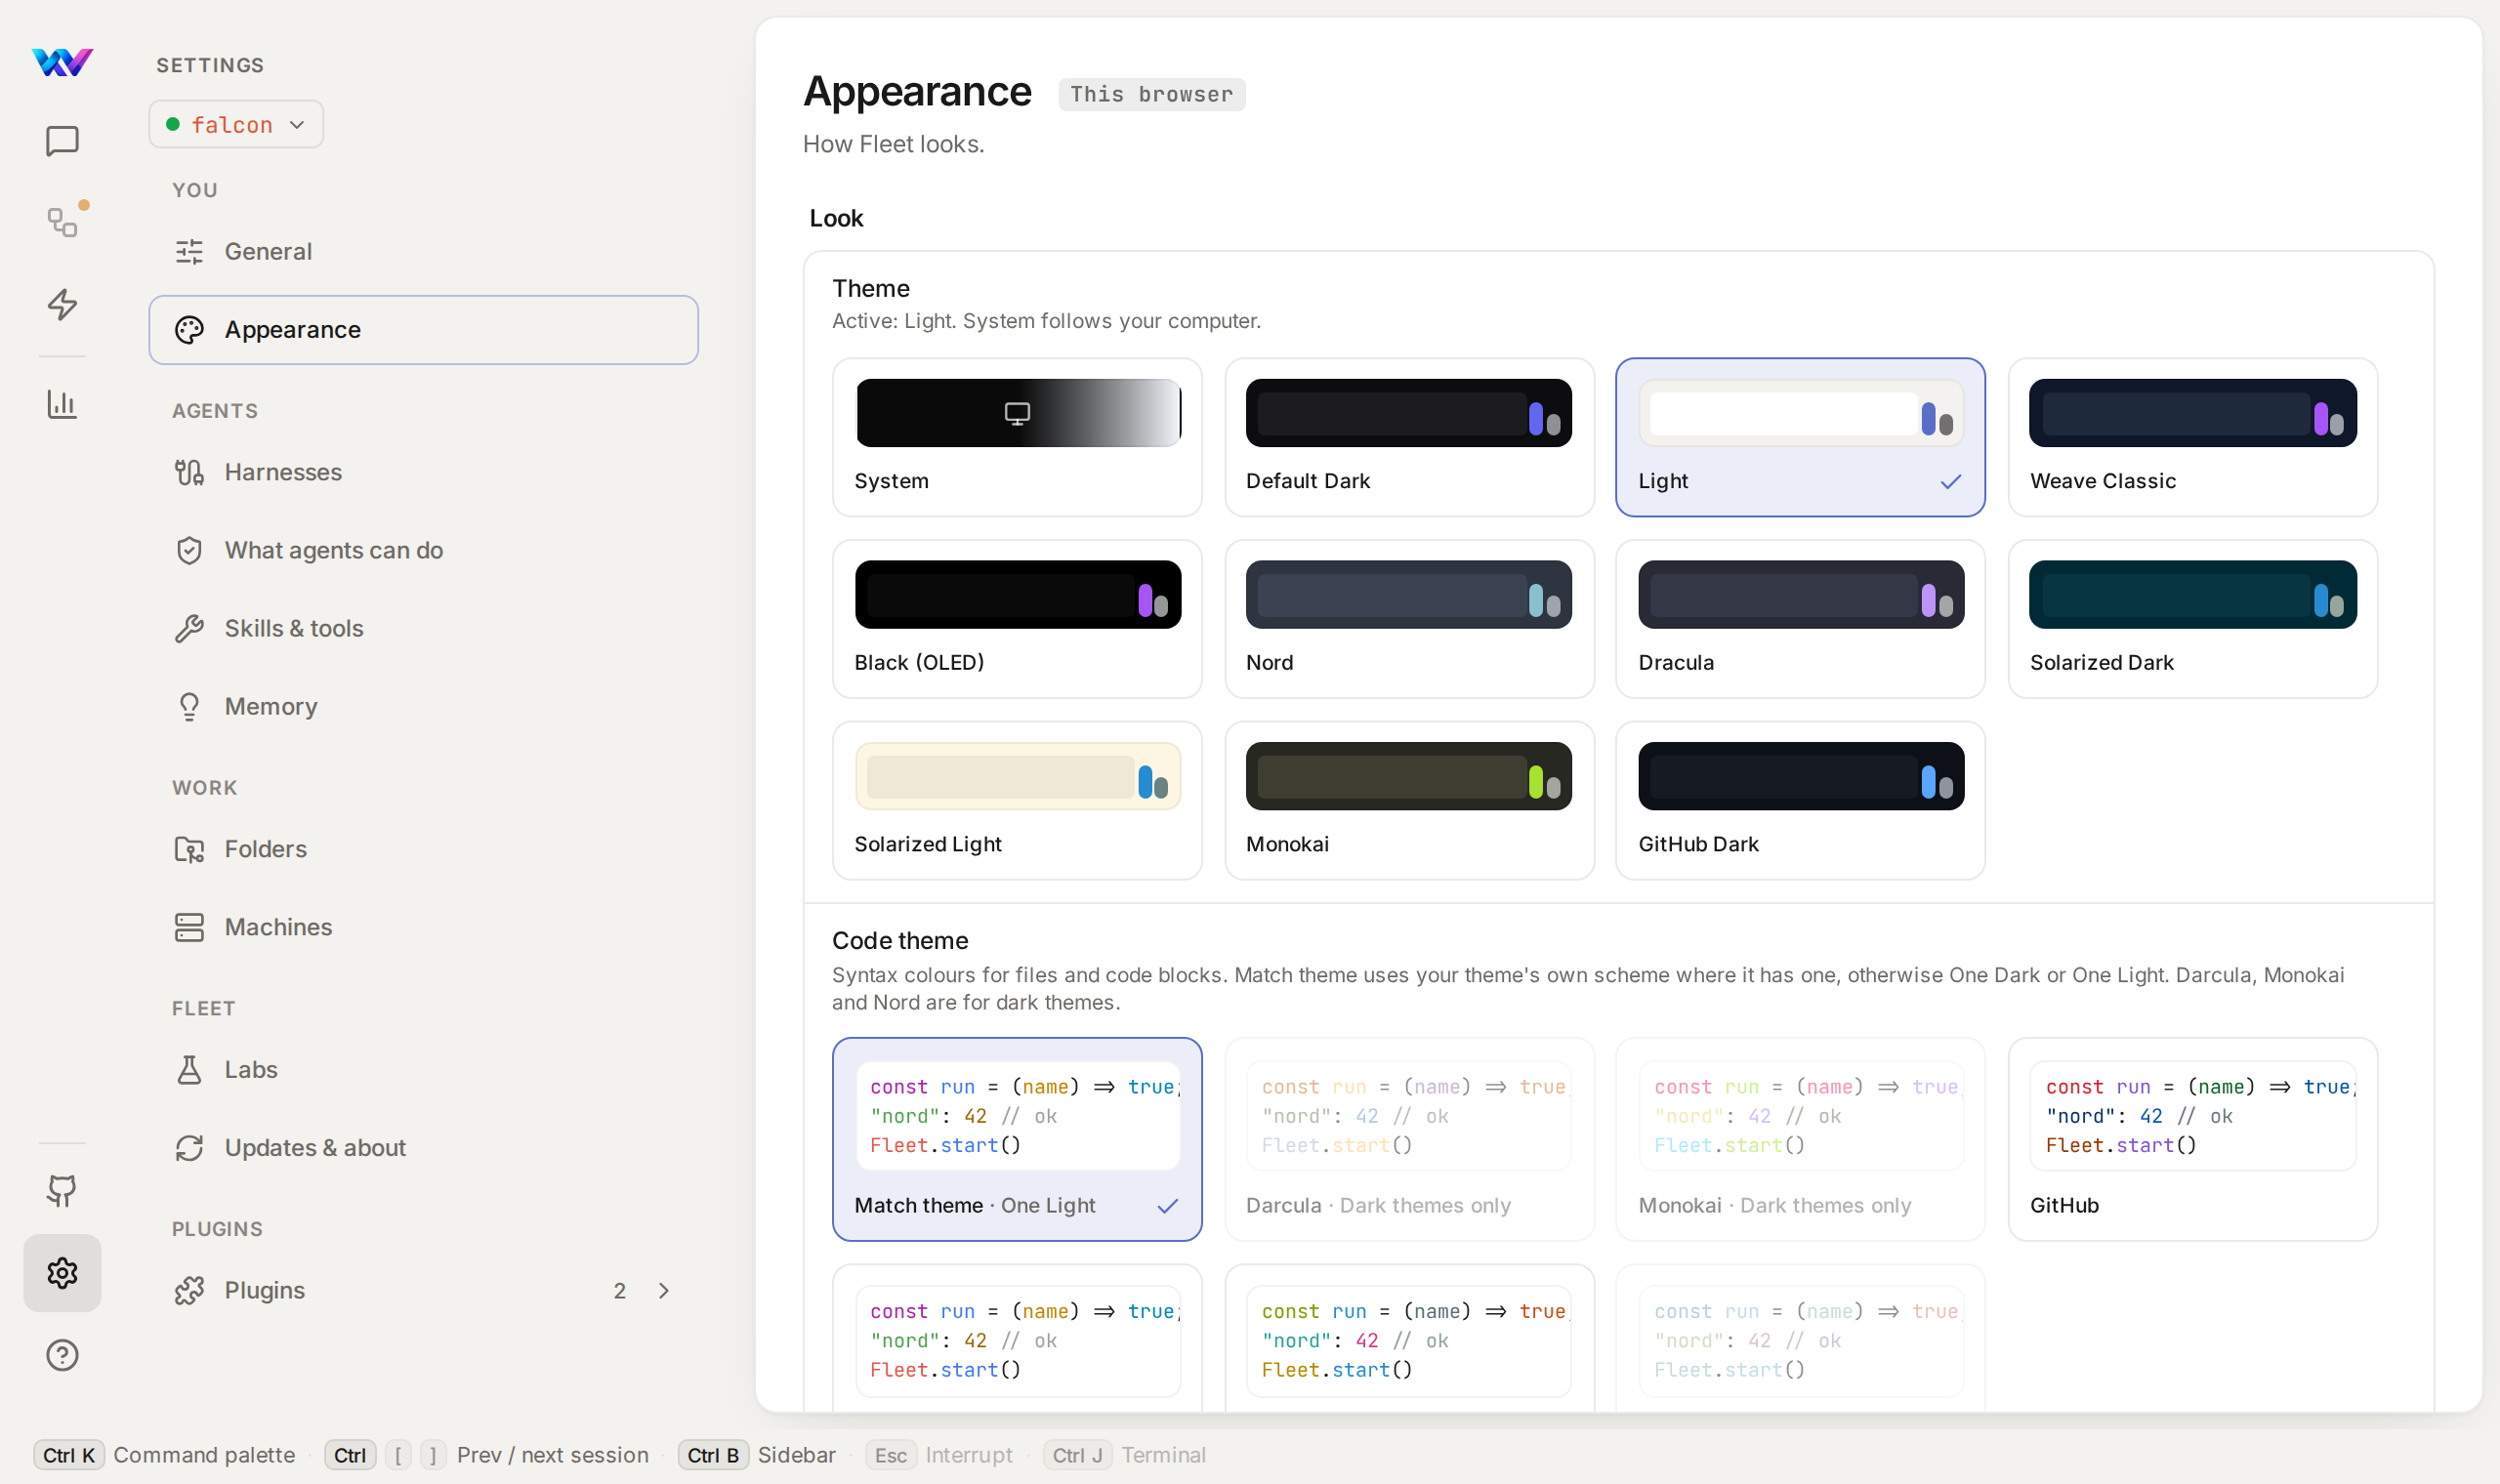 SETTINGS
falcon
YOU
General
Appearance
AGENTS
Harnesses
What agents can do
Skills & tools
Memory
WORK
Folders
Machines
FLEET
Labs
Updates & about
PLUGINS
Plugins 2
Appearance This browser
How Fleet looks.
Look
Theme
Active: Light. System follows your computer.
System
Default Dark
Light
Weave Classic
Black (OLED)
Nord
Dracula
Solarized Dark
Solarized Light
Monokai
GitHub Dark
Code theme
Syntax colours for files and code blocks. Match theme uses your theme's own scheme where it has one, otherwise One Dark or One Light. Darcula, Monokai
and Nord are for dark themes.
const run = (name) => true;
"nord": 42 // ok
Fleet.start()
Match theme · One Light
const run = (name) => true
"nord": 42 // ok
Fleet.start()
Darcula · Dark themes only
const run = (name) => true
"nord": 42 // ok
Fleet.start()
Monokai · Dark themes only
const run = (name) => true;
"nord": 42 // ok
Fleet.start()
GitHub
const run = (name) => true;
"nord": 42 // ok
Fleet.start()
const run = (name) => true
"nord": 42 // ok
Fleet.start()
const run = (name) => true
"nord": 42 // ok
Fleet.start()
Ctrl K Command palette · Ctrl [ ] Prev / next session · Ctrl B Sidebar · Esc Interrupt · Ctrl J Terminal